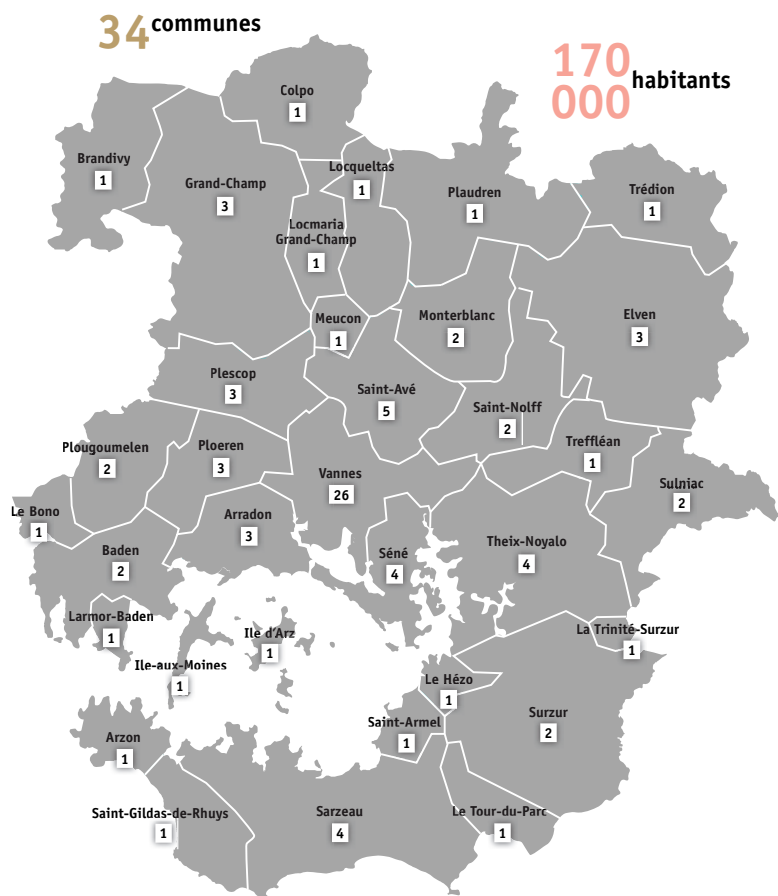 34 communes
170
000 habitants
Colpo
1
Brandivy
1
Grand-Champ
3
Locqueltas
1
Plaudren
1
Trédion
1
Locmaria
Grand-Champ
1
Meucon
1
Monterblanc
2
Elven
3
Plescop
3
Saint-Avé
5
Saint-Nolff
2
Plougoumelen
2
Ploeren
3
Treffléan
1
Vannes
26
Sulniac
2
Le Bono
1
Arradon
3
Baden
2
Séné
4
Theix-Noyalo
4
Larmor-Baden
1
Ile d'Arz
1
La Trinité-Surzur
1
Ile-aux-Moines
1
Le Hézo
1
Surzur
2
Saint-Armel
1
Arzon
1
Saint-Gildas-de-Rhuys
1
Sarzeau
4
Le Tour-du-Parc
1